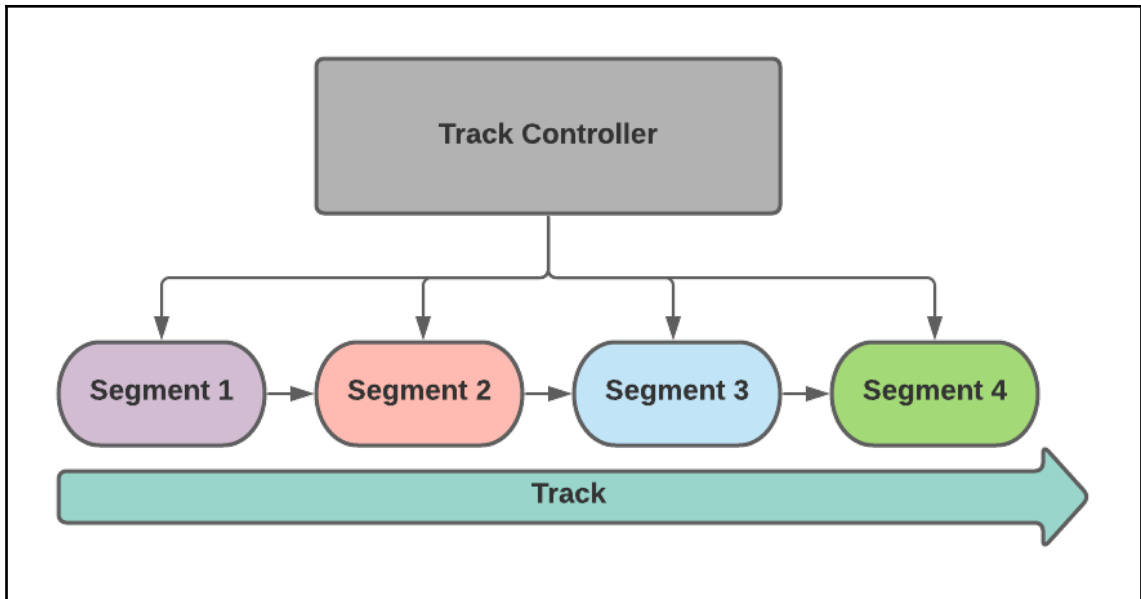 Track Controller
Segment 1
Segment 2
Segment 3
Segment 4
Track